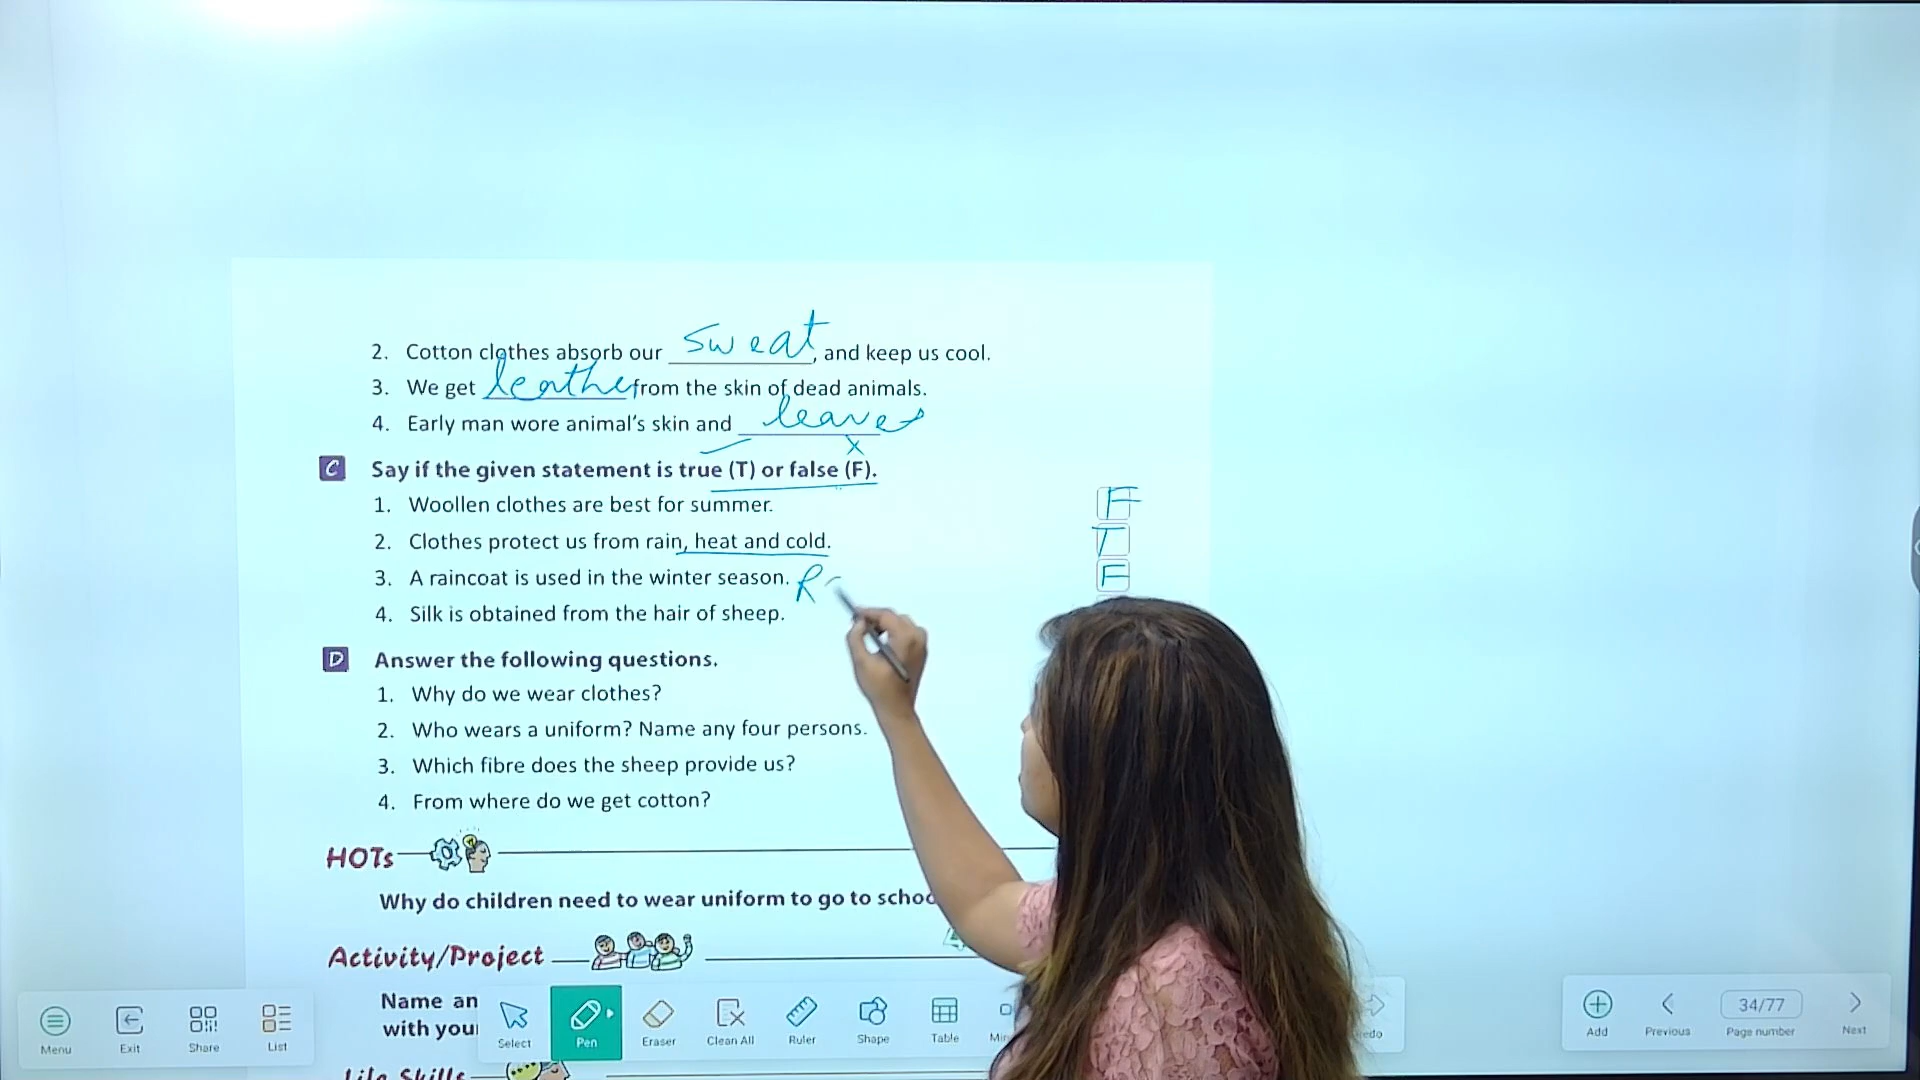 2. Cotton clothes absorb our sweat, and keep us cool.
3. We get leather from the skin of dead animals.
4. Early man wore animal's skin and leaves
C Say if the given statement is true (T) or false (F).
1. Woollen clothes are best for summer. F
2. Clothes protect us from rain, heat and cold. T
3. A raincoat is used in the winter season. R F
4. Silk is obtained from the hair of sheep.
D Answer the following questions.
1. Why do we wear clothes?
2. Who wears a uniform? Name any four persons.
3. Which fibre does the sheep provide us?
4. From where do we get cotton?
HOTs
Why do children need to wear uniform to go to schoo
Activity/Project
Name an
with your
Life Skills
Menu Exit Share List Select Pen Eraser Clean All Ruler Shape Table Min edo Add Previous 34/77 Page number Next